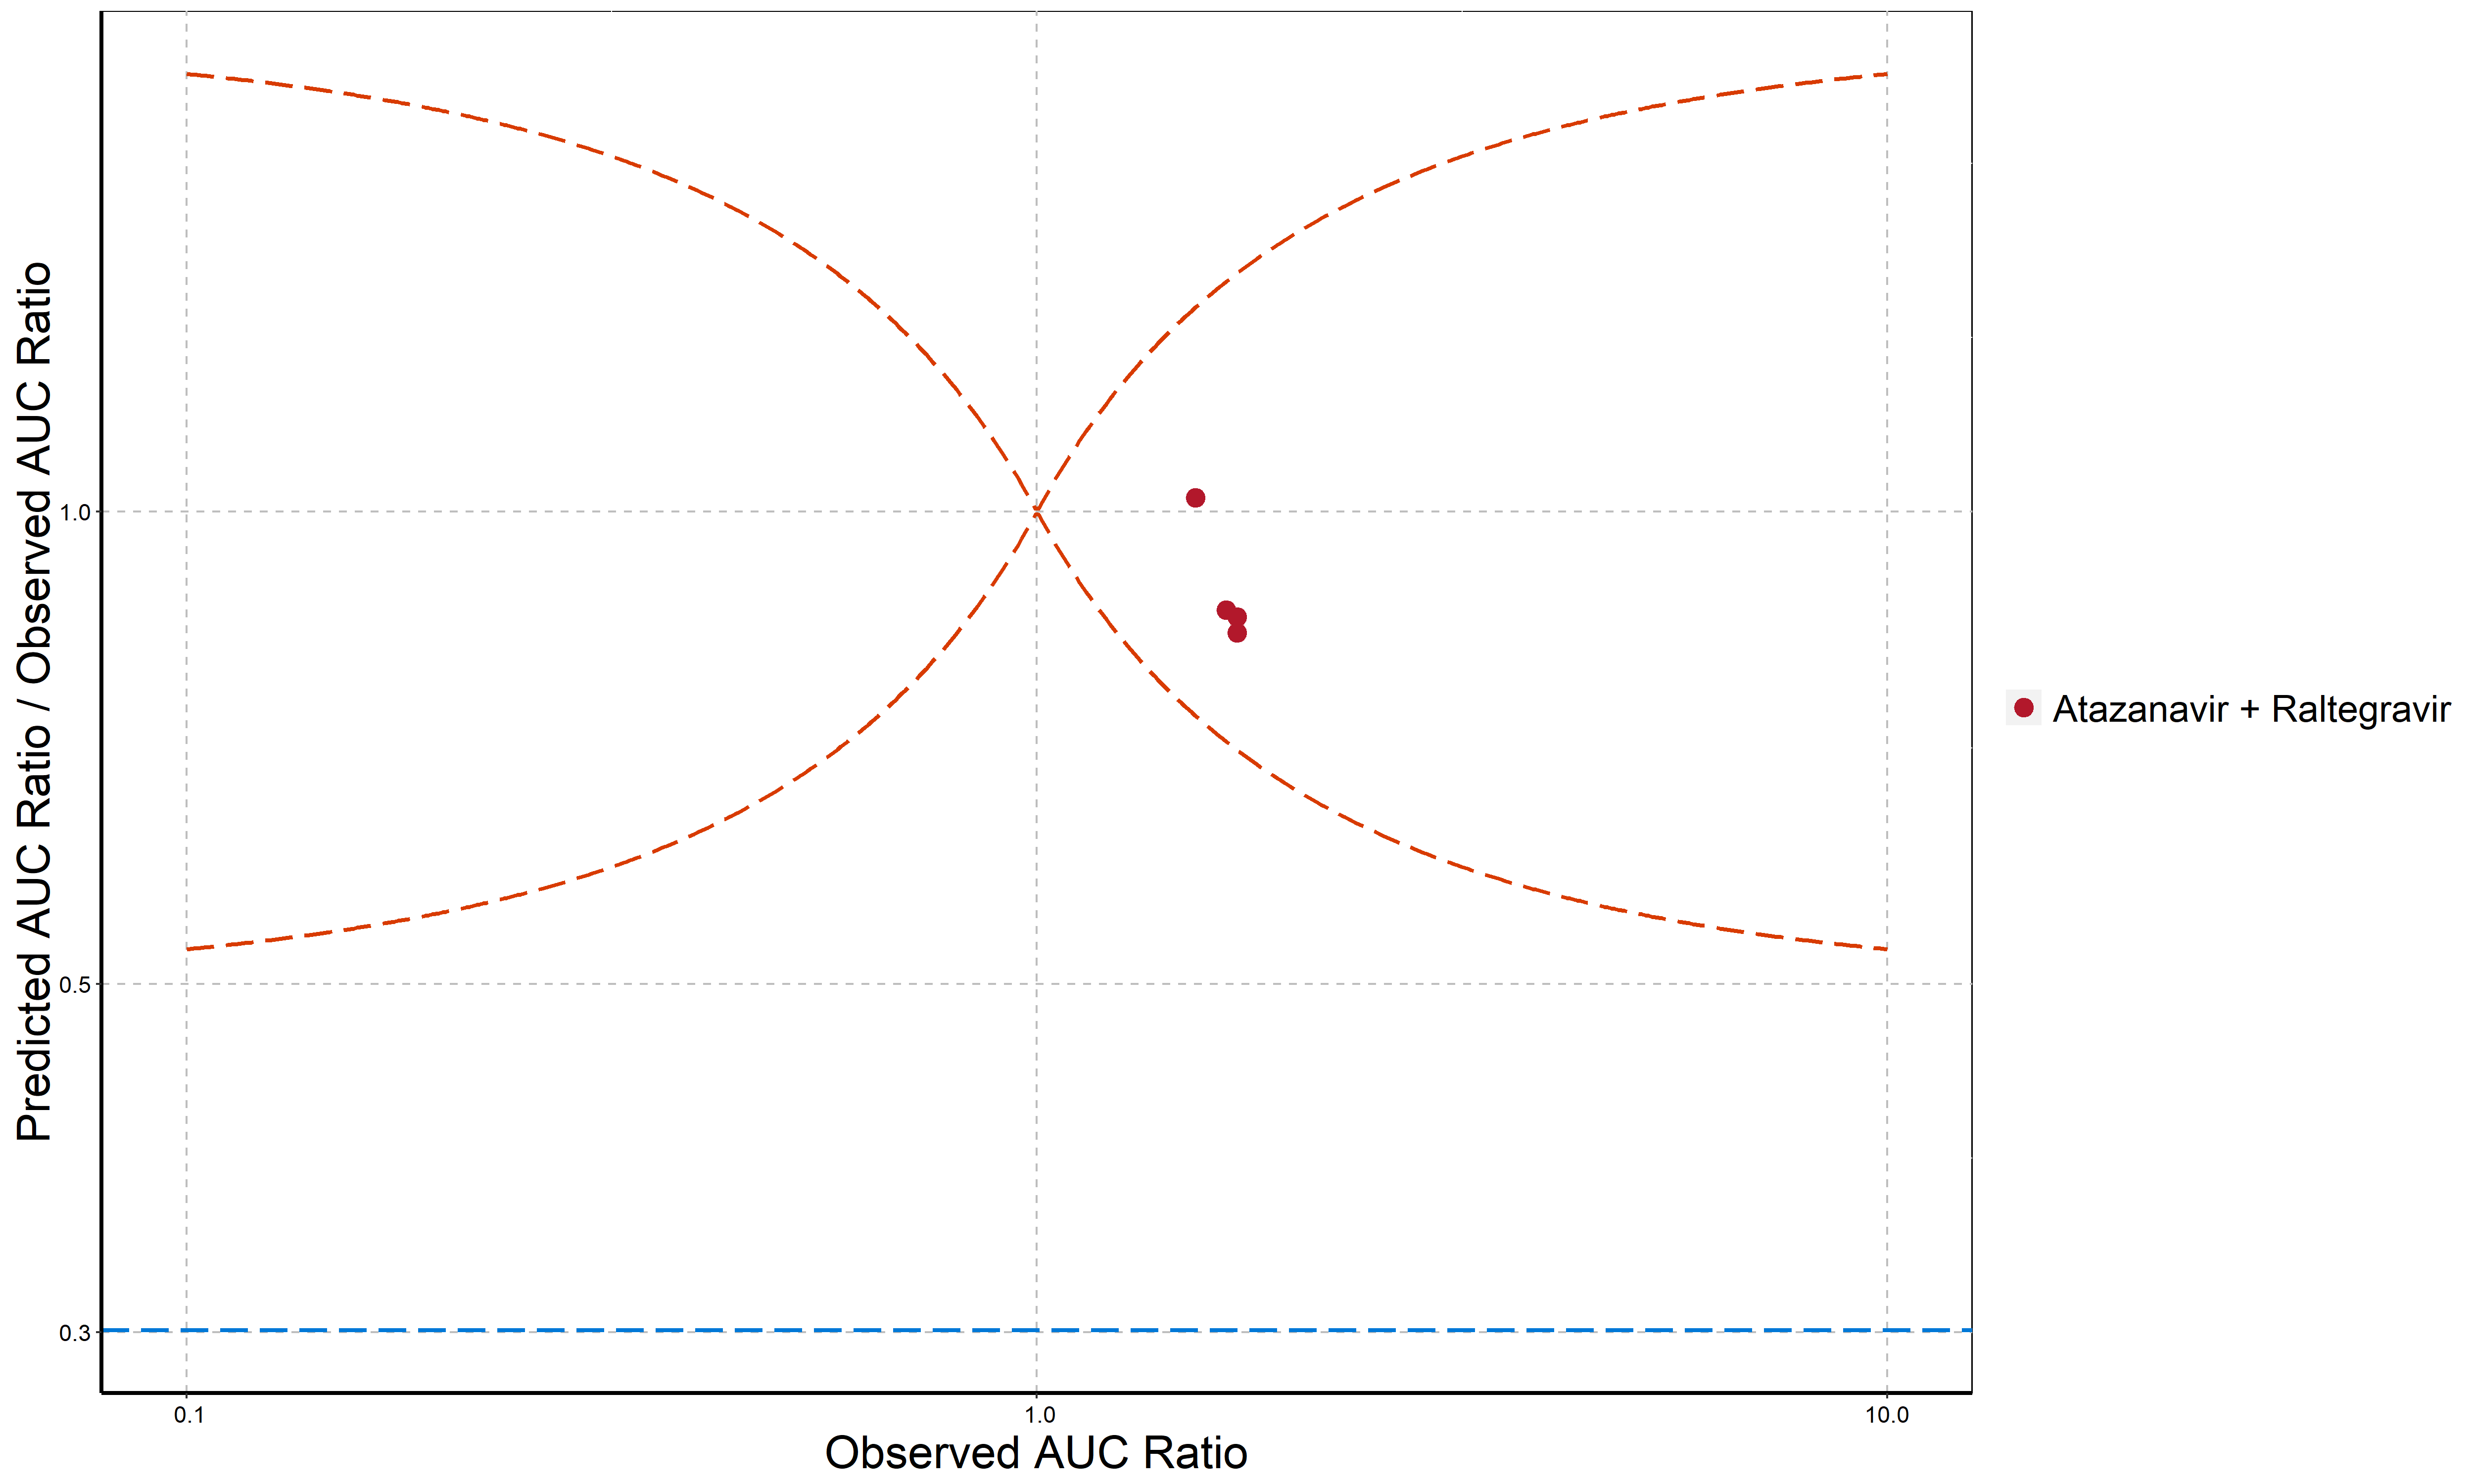 Predicted AUC Ratio / Observed AUC Ratio
1.0
0.5
0.3
0.1
1.0
10.0
Observed AUC Ratio
Atazanavir + Raltegravir